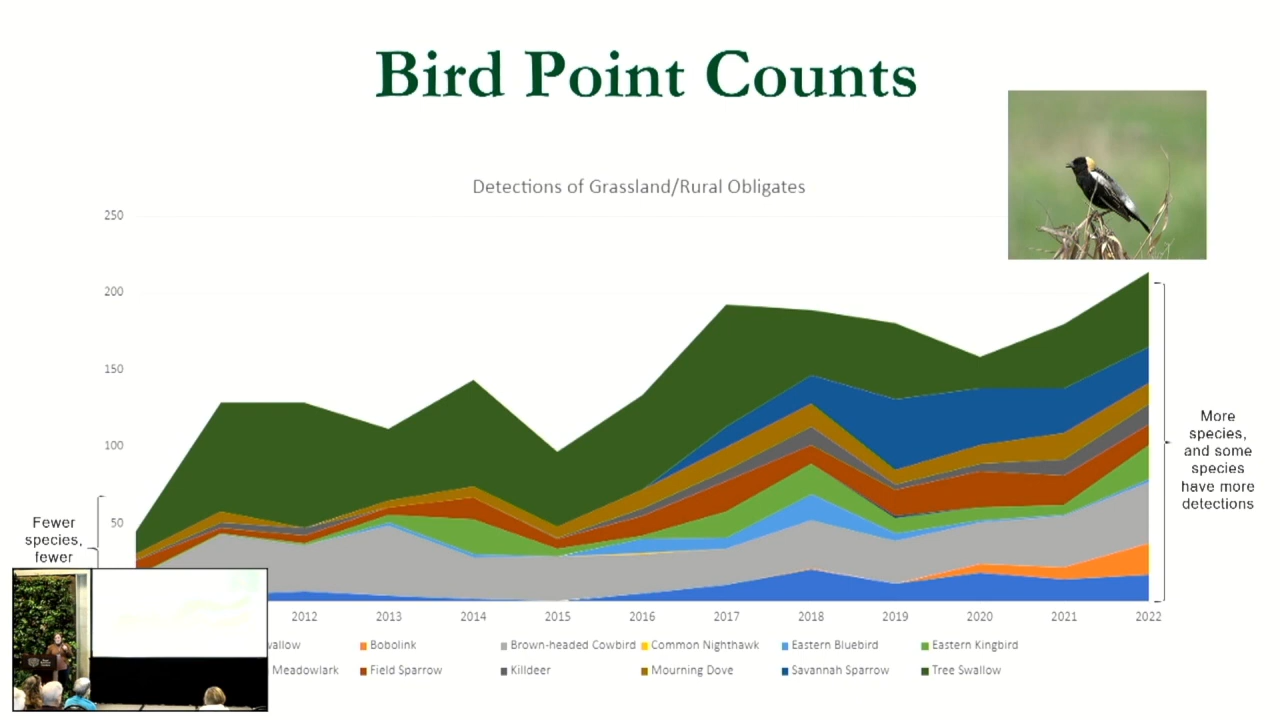 Bird Point Counts
Detections of Grassland/Rural Obligates
250
200
150
100
50
Fewer
species,
fewer
More
species,
and some
species
have more
detections
2012 2013 2014 2015 2016 2017 2018 2019 2020 2021 2022
wallow Bobolink Brown-headed Cowbird Common Nighthawk Eastern Bluebird Eastern Kingbird
Meadowlark Field Sparrow Killdeer Mourning Dove Savannah Sparrow Tree Swallow